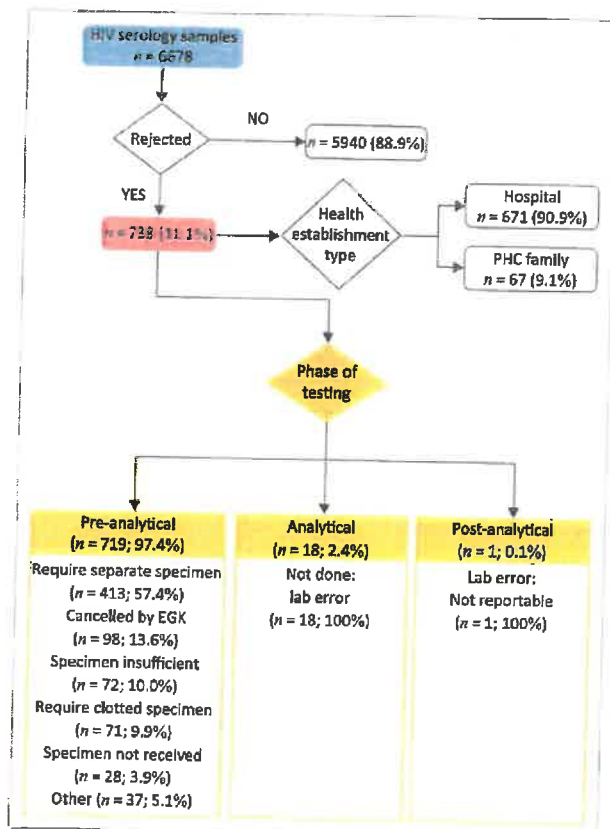 HIV serology samples
n = 6678
Rejected
NO
n = 5940 (88.9%)
YES
n = 738 (11.1%)
Health
establishment
type
Hospital
n = 671 (90.9%)
PHC family
n = 67 (9.1%)
Phase of
testing
Pre-analytical
(n = 719; 97.4%)
Require separate specimen
(n = 413; 57.4%)
Cancelled by EGK
(n = 98; 13.6%)
Specimen insufficient
(n = 72; 10.0%)
Require clotted specimen
(n = 71; 9.9%)
Specimen not received
(n = 28; 3.9%)
Other (n = 37; 5.1%)
Analytical
(n = 18; 2.4%)
Not done:
lab error
(n = 18; 100%)
Post-analytical
(n = 1; 0.1%)
Lab error:
Not reportable
(n = 1; 100%)